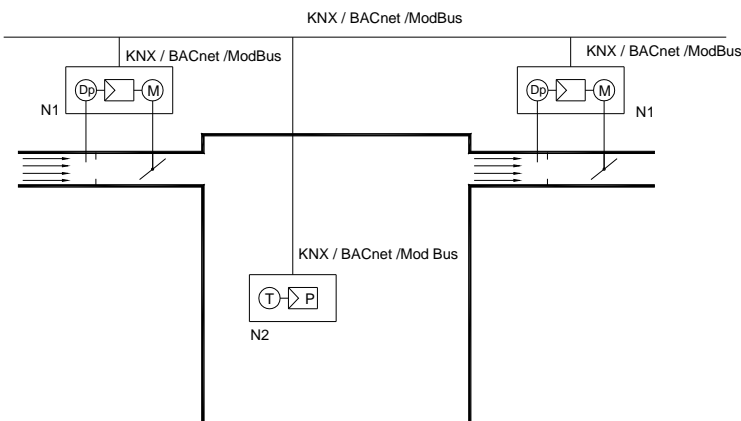 KNX / BACnet /ModBus
KNX / BACnet /ModBus
KNX / BACnet /ModBus
Dp
M
Dp
M
N1
N1
KNX / BACnet /Mod Bus
T
P
N2